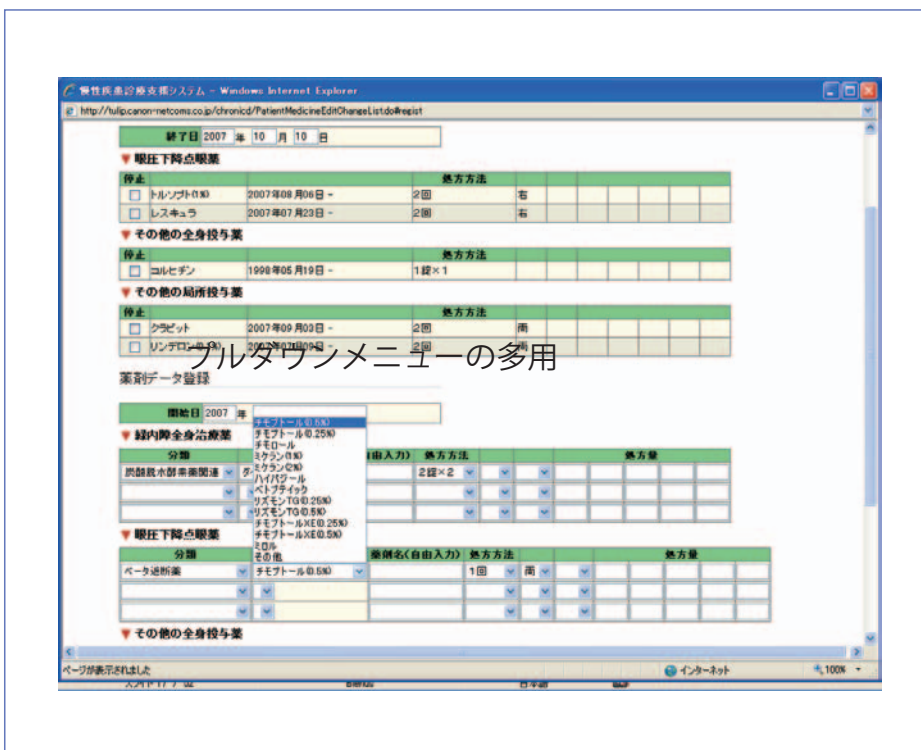 慢性疾患診療支援システム - Windows Internet Explorer
http://tulip.canon-netcoms.co.jp/chronicd/PatientMedicineEditChangeList.do#regist
終了日 2007 年 10 月 10 日
▼ 眼圧下降点眼薬
停止 処方方法
トルソプト(1%) 2007年08月06日 - 2回 右
レスキュラ 2007年07月23日 - 2回 右
▼ その他の全身投与薬
停止 処方方法
コルヒチン 1998年05月19日 - 1錠×1
▼ その他の局所投与薬
停止 処方方法
クラビット 2007年09月03日 - 2回 両
2回 両
プルダウンメニューの多用
薬剤データ登録
開始日 2007 年
チモプトール(0.5%)
チモプトール(0.25%)
チモロール
ミケラン(1%)
ミケラン(2%)
ハイパジール
ベトプティック
リズモンTG(0.25%)
リズモンTG(0.5%)
チモプトールXE(0.25%)
チモプトールXE(0.5%)
ミロル
その他
▼ 緑内障全身治療薬
分類 自由入力) 処方方法 処方量
炭酸脱水酵素薬関連 ダ 2錠×2
▼ 眼圧下降点眼薬
分類 薬剤名(自由入力) 処方方法 処方量
ベータ遮断薬 チモプトール(0.5%) 1回 両
▼ その他の全身投与薬
ページが表示されました インターネット 100%